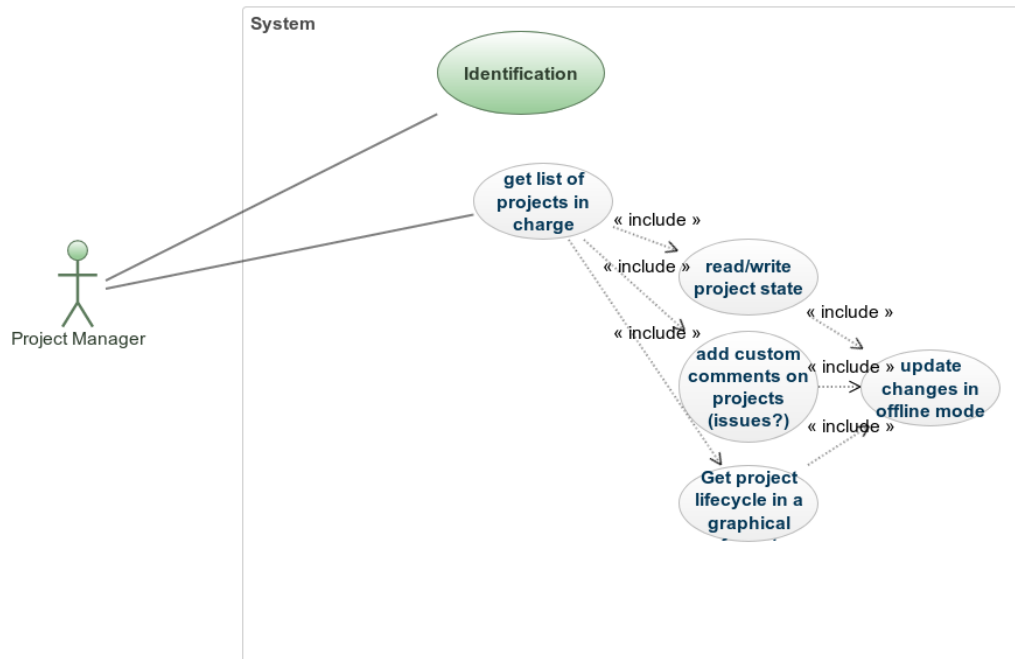 System
Identification
get list of
projects in
charge
« include »
« include »
read/write
project state
Project Manager
« include »
« include »
add custom
comments on
projects
(issues?)
« include »
update
changes in
offline mode
« include »
Get project
lifecycle in a
graphical